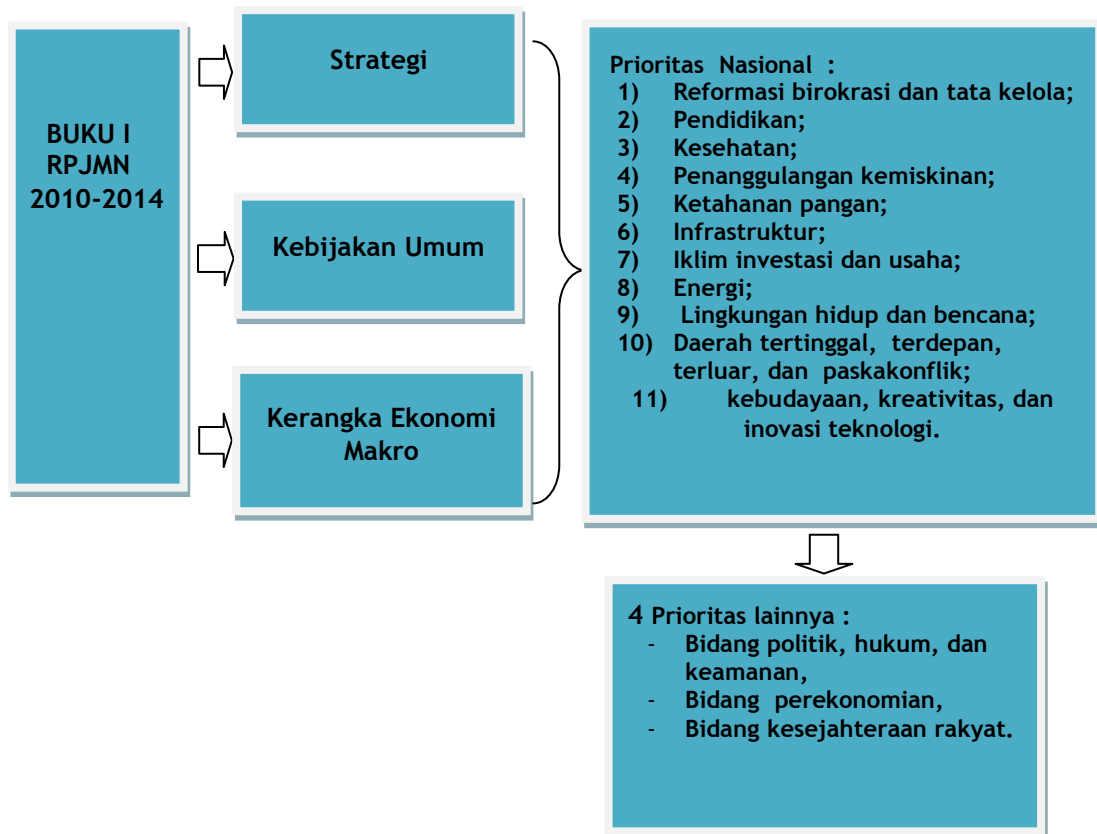 BUKU I
RPJMN
2010-2014
Strategi
Kebijakan Umum
Kerangka Ekonomi
Makro
Prioritas Nasional :
1) Reformasi birokrasi dan tata kelola;
2) Pendidikan;
3) Kesehatan;
4) Penanggulangan kemiskinan;
5) Ketahanan pangan;
6) Infrastruktur;
7) Iklim investasi dan usaha;
8) Energi;
9) Lingkungan hidup dan bencana;
10) Daerah tertinggal, terdepan,
terluar, dan paskakonflik;
11) kebudayaan, kreativitas, dan
inovasi teknologi.
4 Prioritas lainnya :
- Bidang politik, hukum, dan
keamanan,
- Bidang perekonomian,
- Bidang kesejahteraan rakyat.